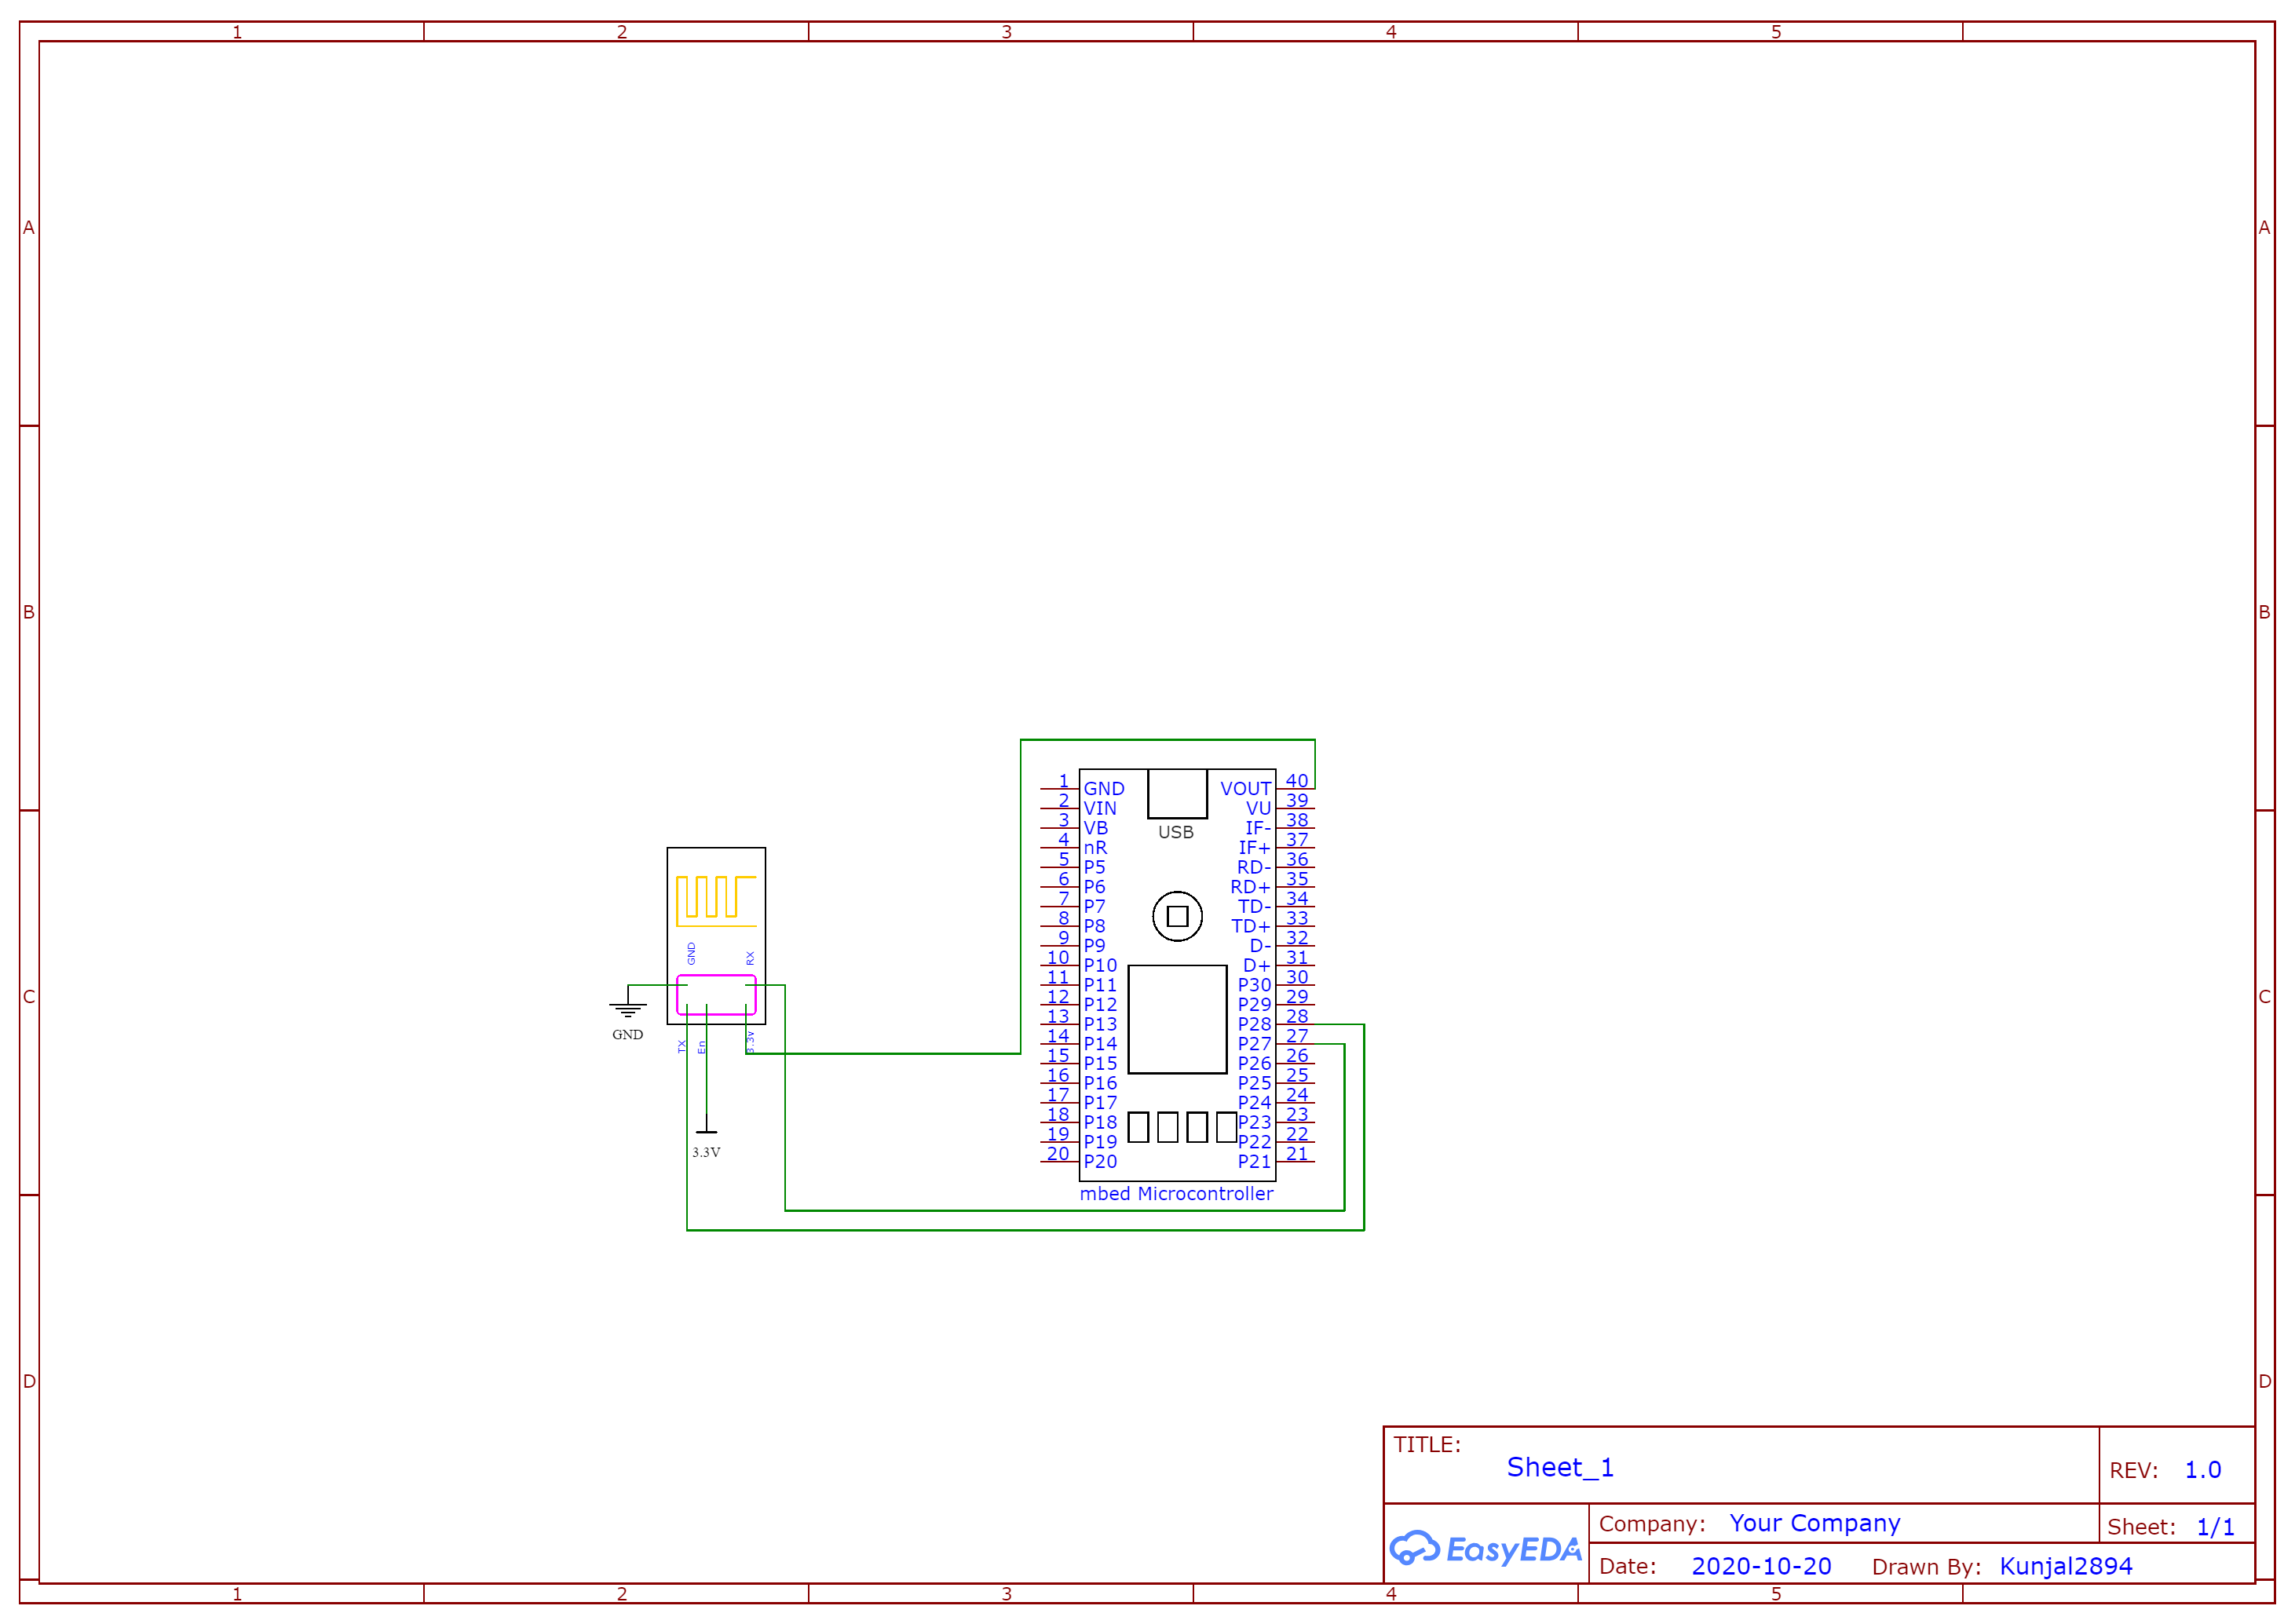 1 2 3 4 5
A A
B B
C C
D D
1 GND VOUT 40
2 VIN VU 39
3 VB IF- 38
USB
4 nR IF+ 37
5 P5 RD- 36
6 P6 RD+ 35
7 P7 TD- 34
8 P8 TD+ 33
9 P9 D- 32
10 P10 D+ 31
11 P11 P30 30
12 P12 P29 29
13 P13 P28 28
14 P14 P27 27
15 P15 P26 26
16 P16 P25 25
17 P17 P24 24
18 P18 P23 23
19 P19 P22 22
20 P20 P21 21
mbed Microcontroller
GND
RX
GND
TX
En
3.3v
3.3V
TITLE:
Sheet_1
REV: 1.0
EasyEDA
Company: Your Company
Sheet: 1/1
Date: 2020-10-20 Drawn By: Kunjal2894
1 2 3 4 5